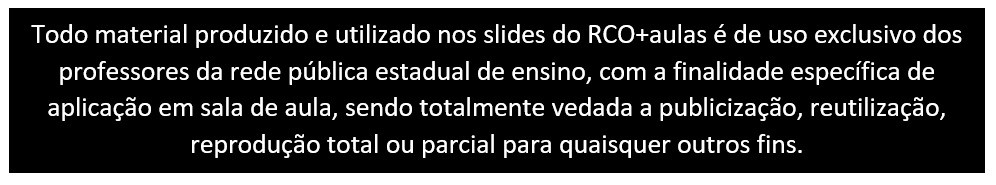 Todo material produzido e utilizado nos slides do RCO+aulas é de uso exclusivo dos
professores da rede pública estadual de ensino, com a finalidade específica de
aplicação em sala de aula, sendo totalmente vedada a publicização, reutilização,
reprodução total ou parcial para quaisquer outros fins.